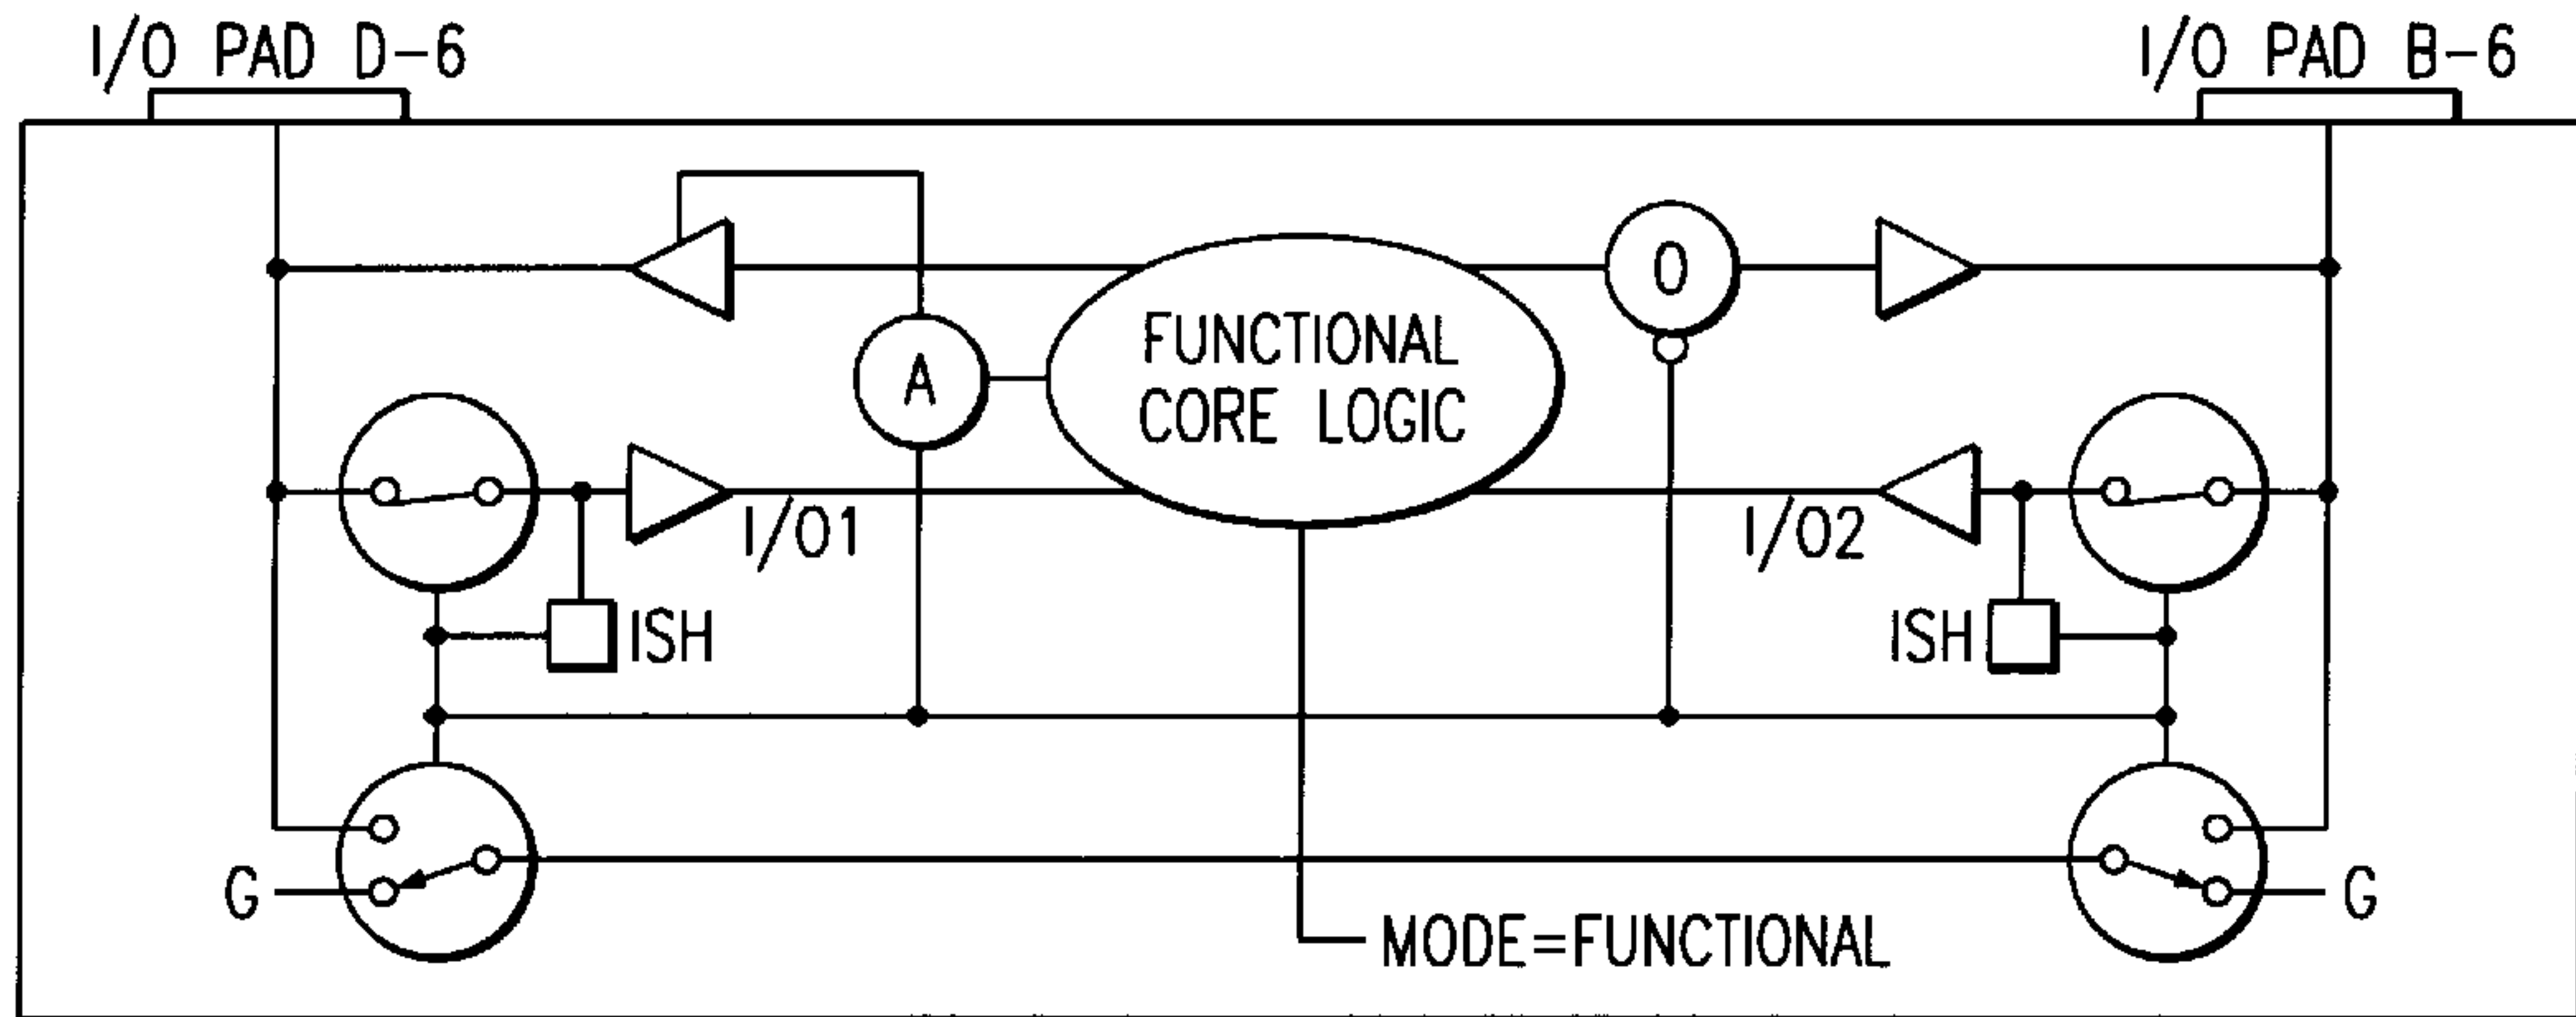 I/O PAD D-6
I/O PAD B-6
O
FUNCTIONAL
CORE LOGIC
A
I/O1
I/O2
ISH
ISH
G
G
MODE=FUNCTIONAL